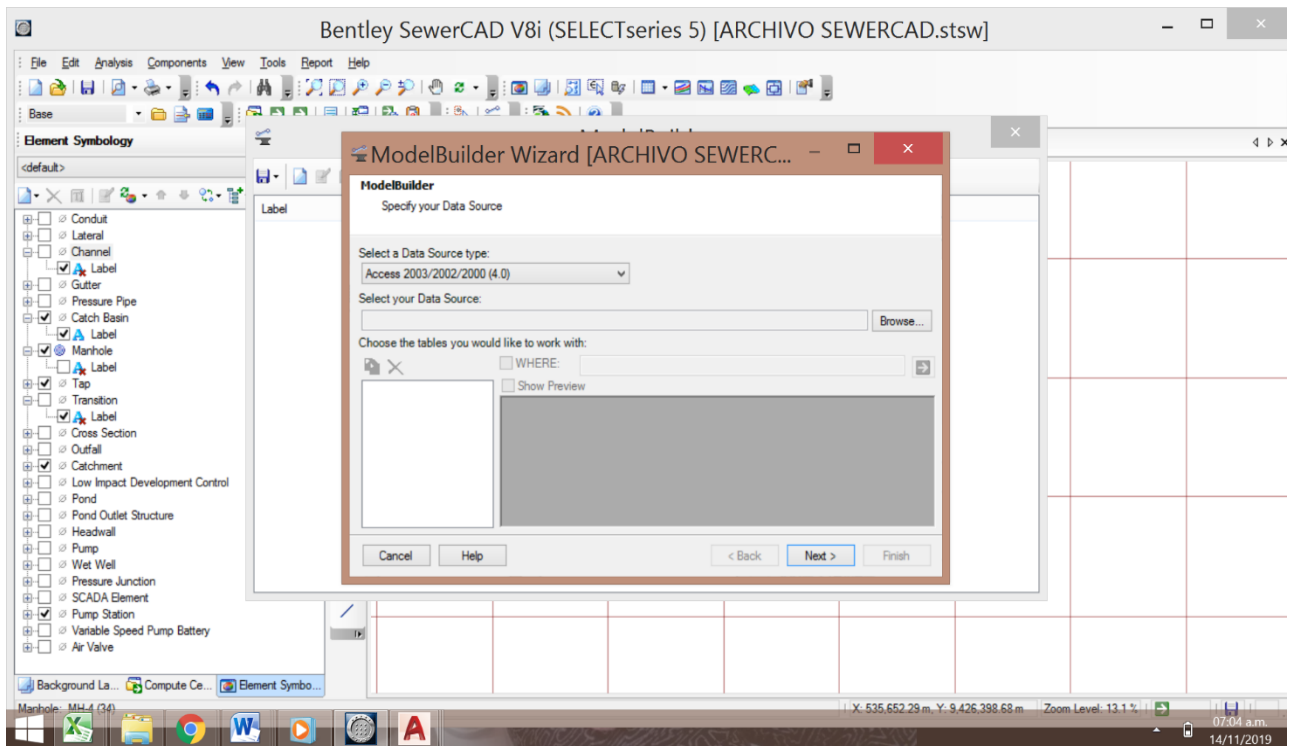 Bentley SewerCAD V8i (SELECTseries 5) [ARCHIVO SEWERCAD.stsw]
File Edit Analysis Components View Tools Report Help
Base
Element Symbology
<default>
Conduit
Lateral
Channel
Label
Gutter
Pressure Pipe
Catch Basin
Label
Manhole
Label
Tap
Transition
Label
Cross Section
Outfall
Catchment
Low Impact Development Control
Pond
Pond Outlet Structure
Headwall
Pump
Wet Well
Pressure Junction
SCADA Element
Pump Station
Variable Speed Pump Battery
Air Valve
Background La... Compute Ce... Element Symbo...
Label
ModelBuilder Wizard [ARCHIVO SEWERC...
ModelBuilder
Specify your Data Source
Select a Data Source type:
Access 2003/2002/2000 (4.0)
Select your Data Source:
Browse...
Choose the tables you would like to work with:
WHERE:
Show Preview
Cancel Help < Back Next > Finish
Manhole: MH-4 (34)
X: 535,652.29 m, Y: 9,426,398.68 m Zoom Level: 13.1 %
07:04 a.m.
14/11/2019